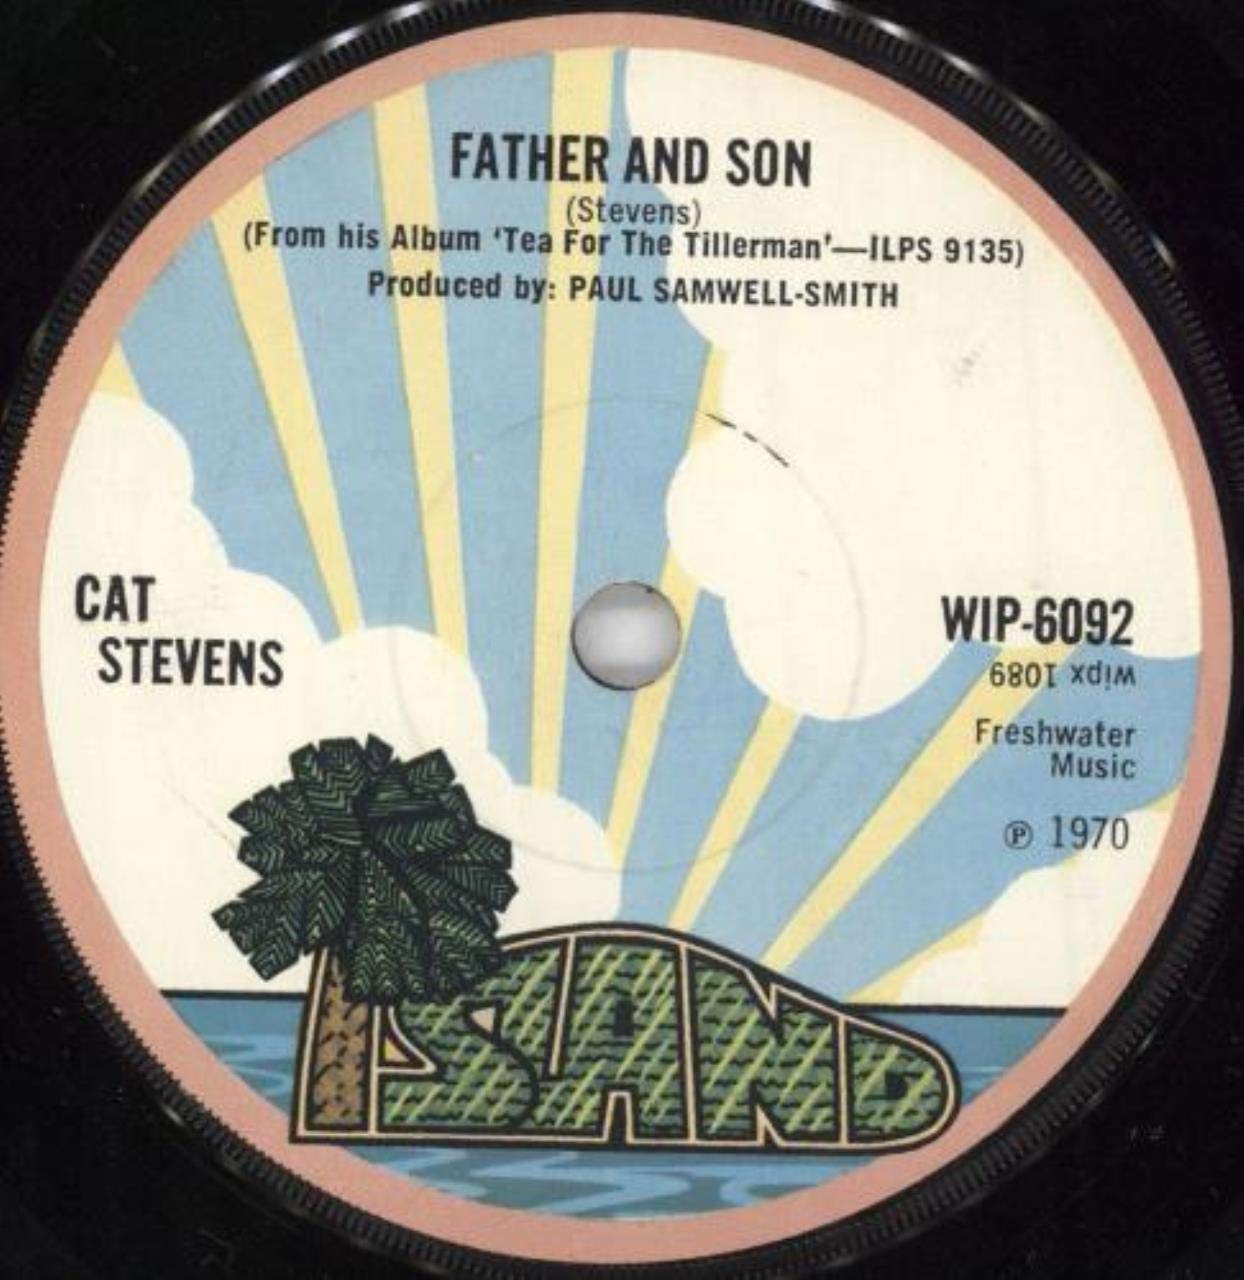 FATHER AND SON
(Stevens)
(From his Album 'Tea For The Tillerman'—ILPS 9135)
Produced by: PAUL SAMWELL-SMITH
CAT
STEVENS
WIP-6092
wipx 1089
Freshwater
Music
℗ 1970
ISLAND